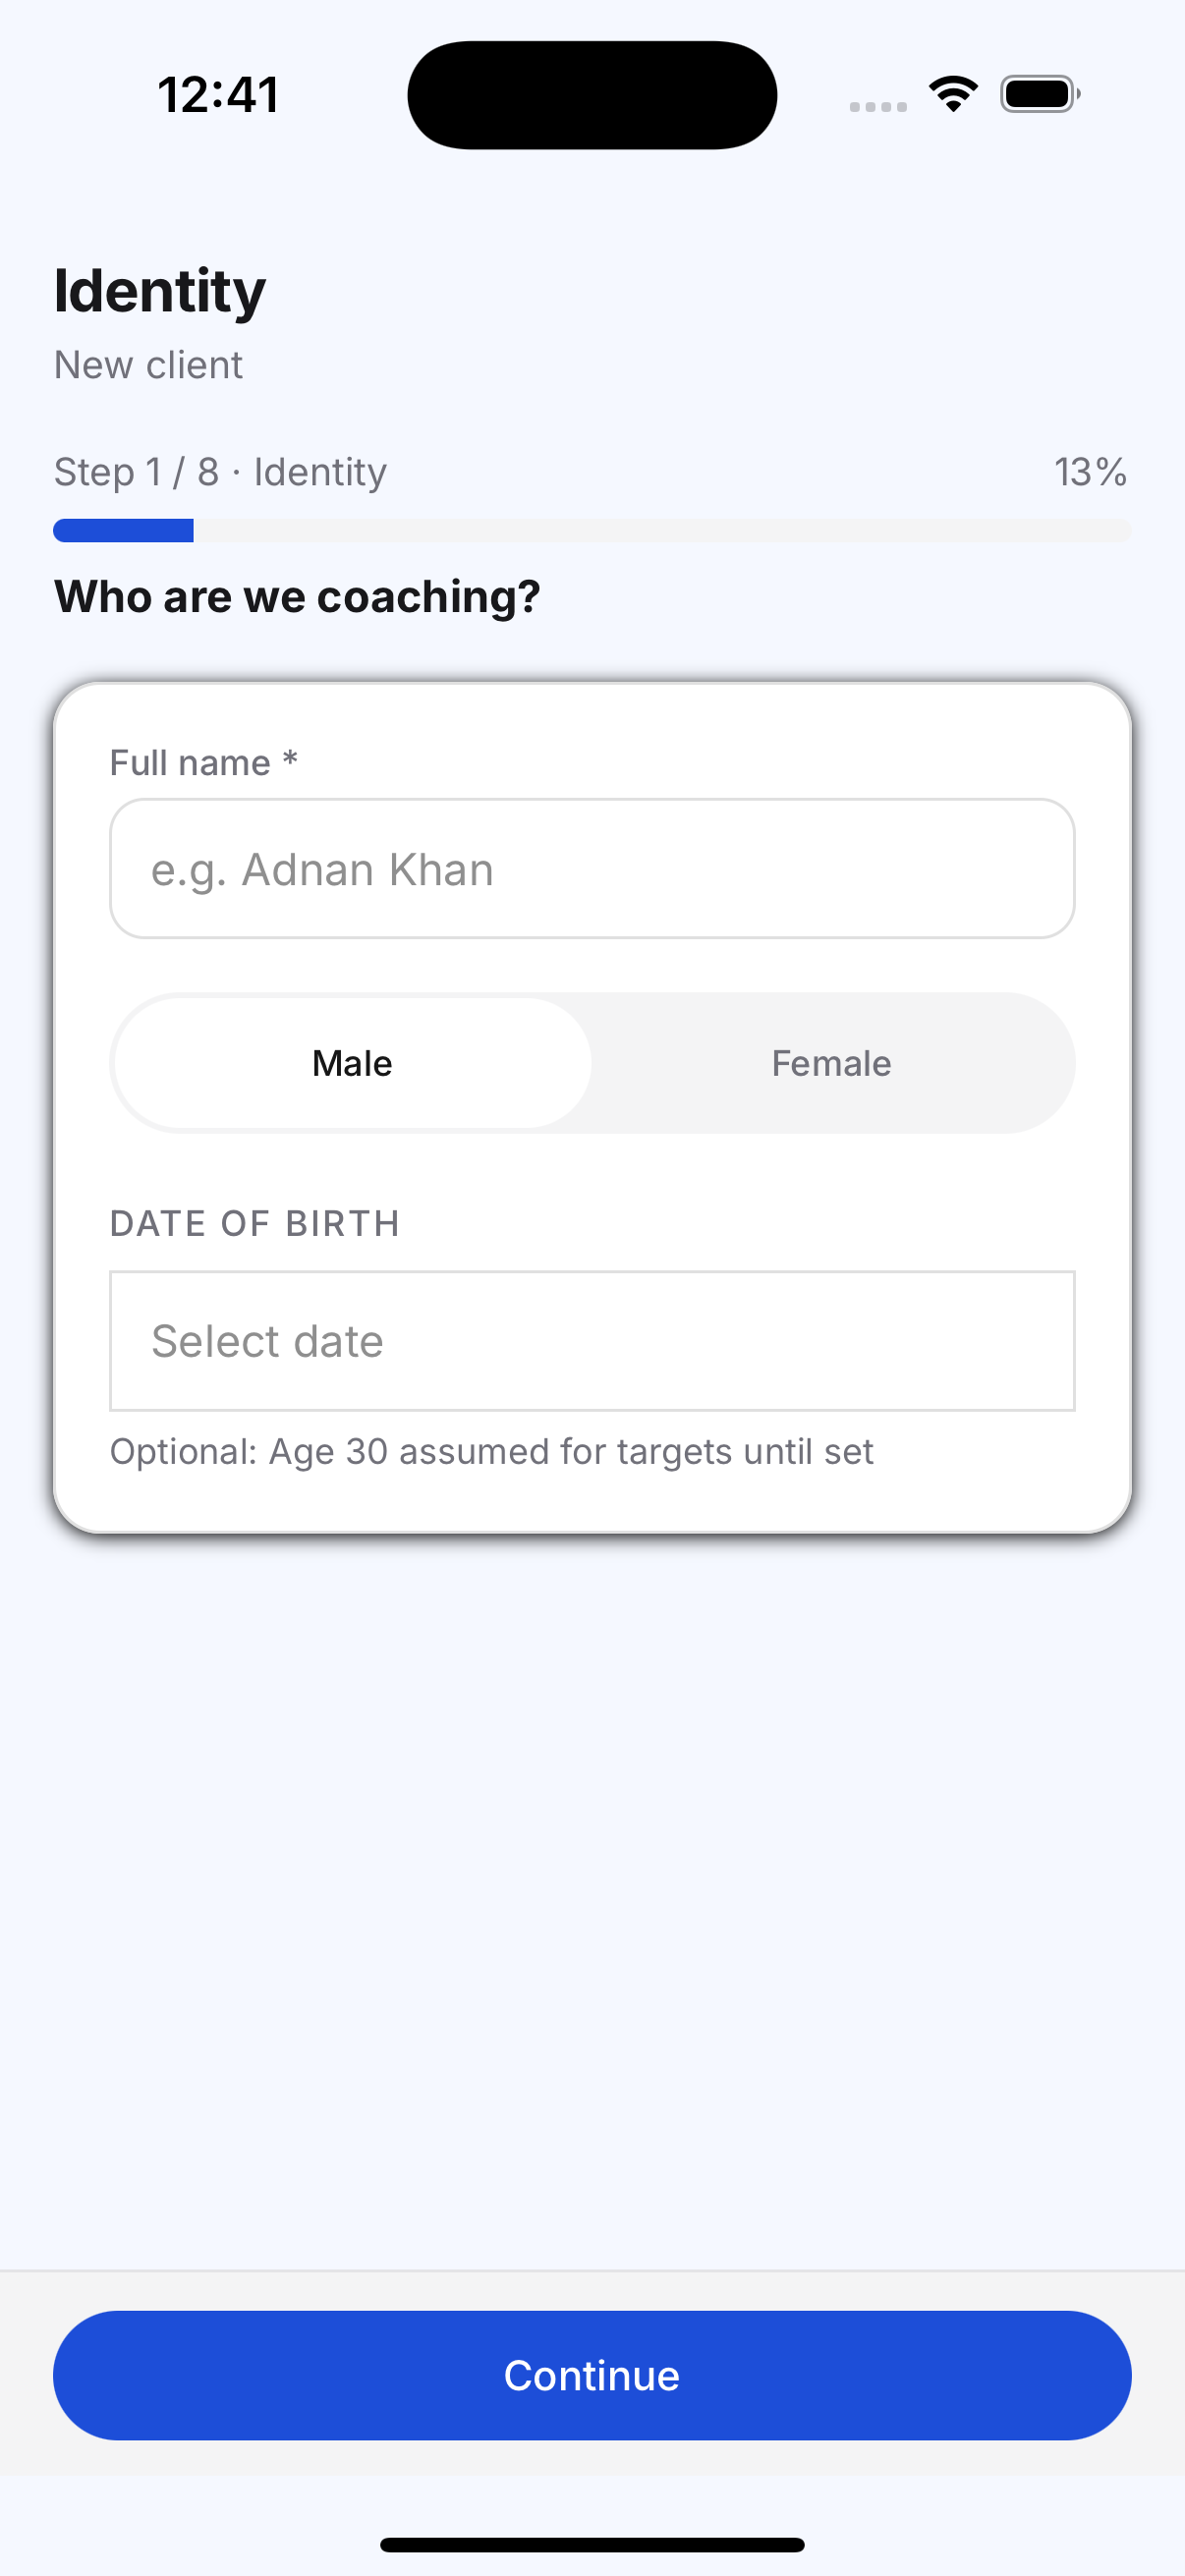 12:41
Identity
New client
Step 1 / 8 · Identity 13%
Who are we coaching?
Full name *
e.g. Adnan Khan
Male Female
DATE OF BIRTH
Select date
Optional: Age 30 assumed for targets until set
Continue